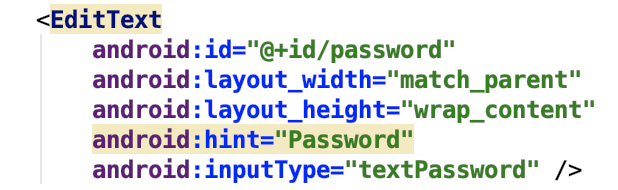 <EditText
android:id="@+id/password"
android:layout_width="match_parent"
android:layout_height="wrap_content"
android:hint="Password"
android:inputType="textPassword" />